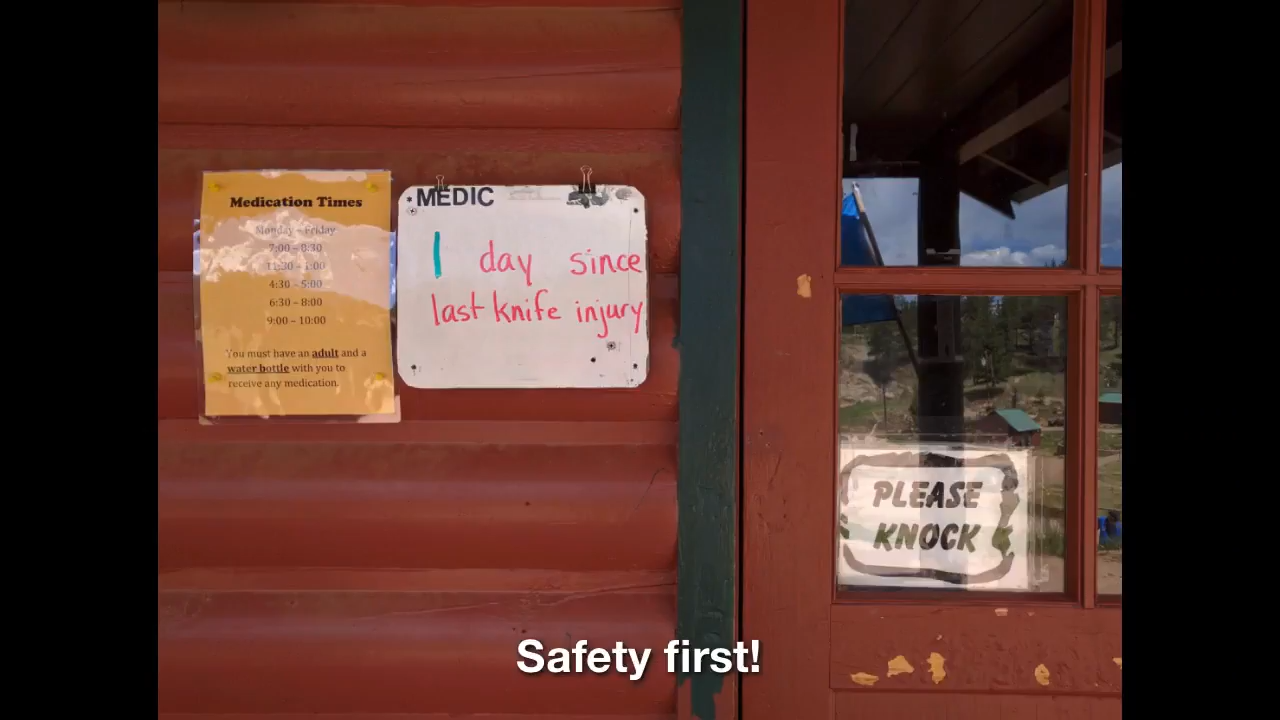 Medication Times
Monday – Friday
7:00 – 8:30
11:30 – 1:00
4:30 – 5:00
6:30 – 8:00
9:00 – 10:00
You must have an adult and a
water bottle with you to
receive any medication.
MEDIC
1 day since
last knife injury
PLEASE
KNOCK
Safety first!